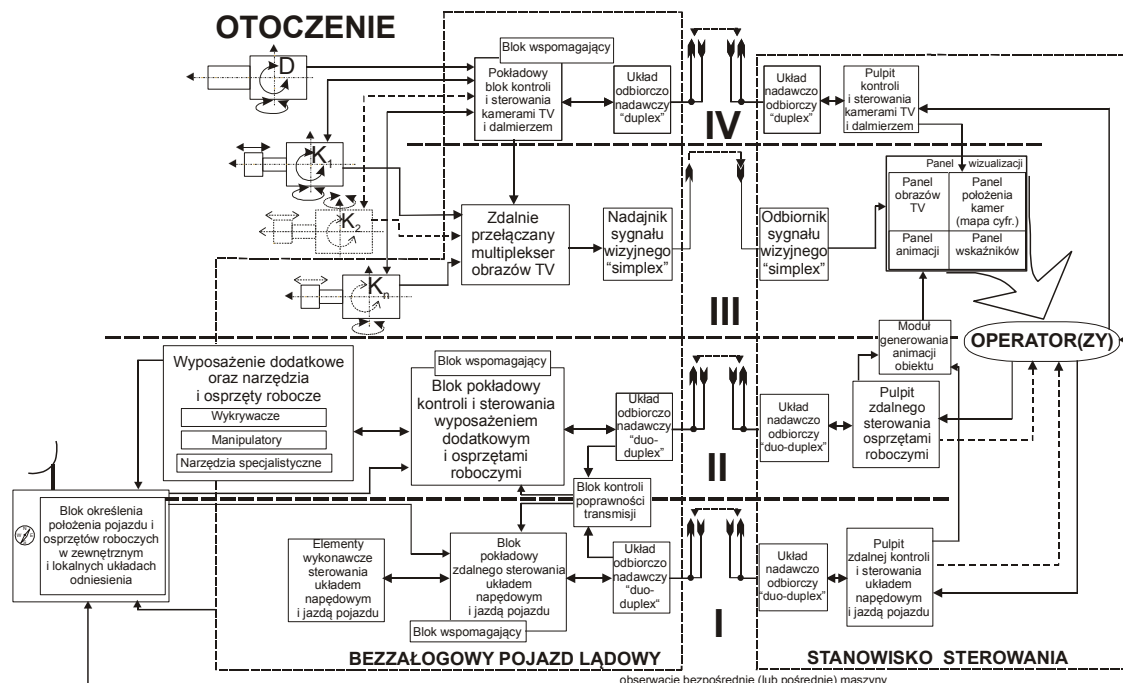 OTOCZENIE
D
K1
K2
Kn
Blok wspomagający
Pokładowy
blok kontroli
i sterowania
kamerami TV
i dalmierzem
Układ
odbiorczo
nadawczy
“duplex”
IV
Układ
nadawczo
odbiorczy
“duplex”
Pulpit
kontroli
i sterowania
kamerami TV
i dalmierzem
Zdalnie
przełączany
multiplekser
obrazów TV
Nadajnik
sygnału
wizyjnego
“simplex”
III
Odbiornik
sygnału
wizyjnego
“simplex”
Panel wizualizacji
Panel
obrazów
TV
Panel
położenia
kamer
(mapa cyfr.)
Panel
animacji
Panel
wskaźników
Moduł
generowania
animacji
obiektu
OPERATOR(ZY)
Wyposażenie dodatkowe
oraz narzędzia
i osprzęty robocze
Wykrywacze
Manipulatory
Narzędzia specjalistyczne
Blok wspomagający
Blok pokładowy
kontroli i sterowania
wyposażeniem
dodatkowym
i osprzętami
roboczymi
Układ
odbiorczo
nadawczy
“duo-
duplex”
II
Układ
nadawczo
odbiorczy
“duo-duplex”
Pulpit
zdalnego
sterowania
osprzętami
roboczymi
Blok kontroli
poprawności
transmisji
Blok określenia
położenia pojazdu i
osprzętów roboczych
w zewnętrznym
i lokalnych układach
odniesienia
Elementy
wykonawcze
sterowania
układem
napędowym
i jazdą pojazdu
Blok
pokładowy
zdalnego sterowania
układem
napędowym
i jazdą pojazdu
Blok wspomagający
Układ
odbiorczo
nadawczy
“duo-
duplex“
I
Układ
nadawczo
odbiorczy
“duo-duplex”
Pulpit
zdalnej kontroli
i sterowania
układem
napędowym
i jazdą pojazdu
BEZZAŁOGOWY POJAZD LĄDOWY
STANOWISKO STEROWANIA
obserwacje bezpośrednie (lub pośrednie) maszyny